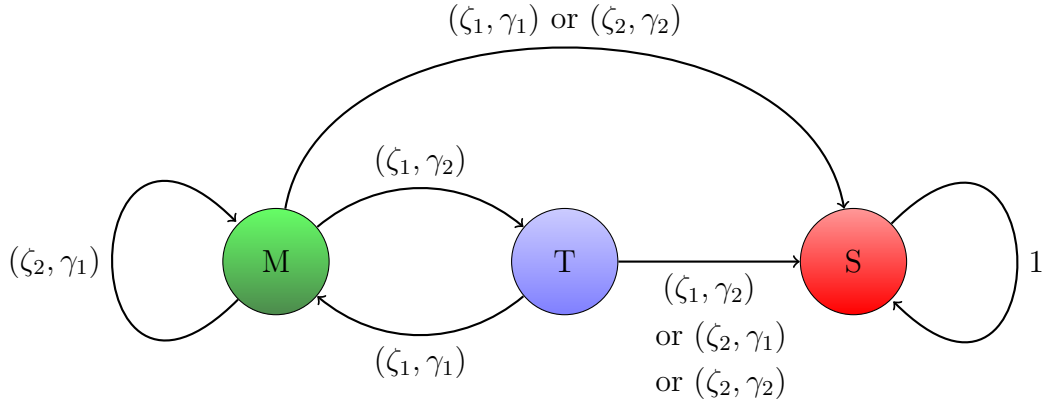 (ζ₁, γ₁) or (ζ₂, γ₂)
(ζ₁, γ₂)
(ζ₂, γ₁)
M
T
S
1
(ζ₁, γ₁)
(ζ₁, γ₂)
or (ζ₂, γ₁)
or (ζ₂, γ₂)